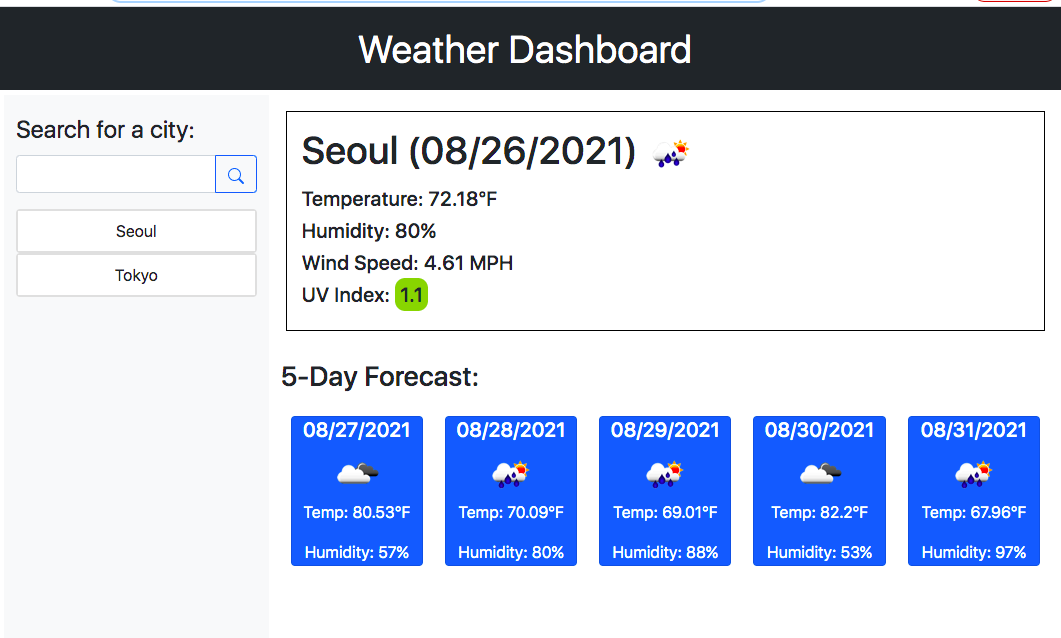 Weather Dashboard
Search for a city:
Seoul
Tokyo
Seoul (08/26/2021)
Temperature: 72.18°F
Humidity: 80%
Wind Speed: 4.61 MPH
UV Index: 1.1
5-Day Forecast:
08/27/2021
Temp: 80.53°F
Humidity: 57%
08/28/2021
Temp: 70.09°F
Humidity: 80%
08/29/2021
Temp: 69.01°F
Humidity: 88%
08/30/2021
Temp: 82.2°F
Humidity: 53%
08/31/2021
Temp: 67.96°F
Humidity: 97%